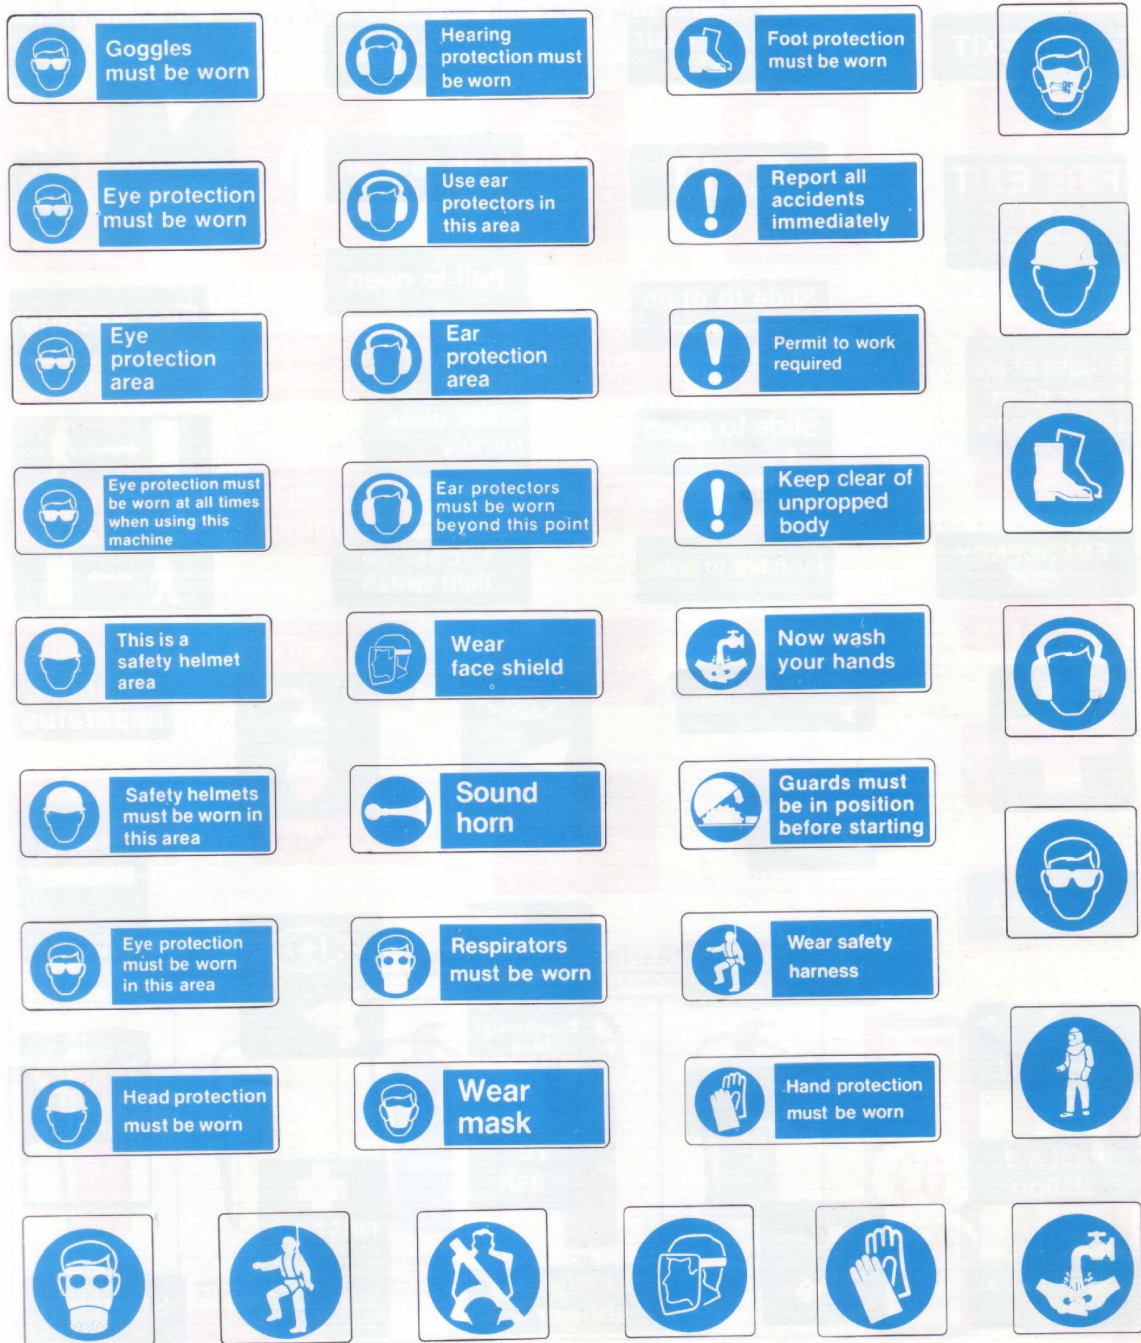 Goggles
must be worn
Hearing
protection must
be worn
Foot protection
must be worn
Eye protection
must be worn
Use ear
protectors in
this area
Report all
accidents
immediately
Eye
protection
area
Ear
protection
area
Permit to work
required
Eye protection must
be worn at all times
when using this
machine
Ear protectors
must be worn
beyond this point
Keep clear of
unpropped
body
This is a
safety helmet
area
Wear
face shield
Now wash
your hands
Safety helmets
must be worn in
this area
Sound
horn
Guards must
be in position
before starting
Eye protection
must be worn
in this area
Respirators
must be worn
Wear safety
harness
Head protection
must be worn
Wear
mask
Hand protection
must be worn